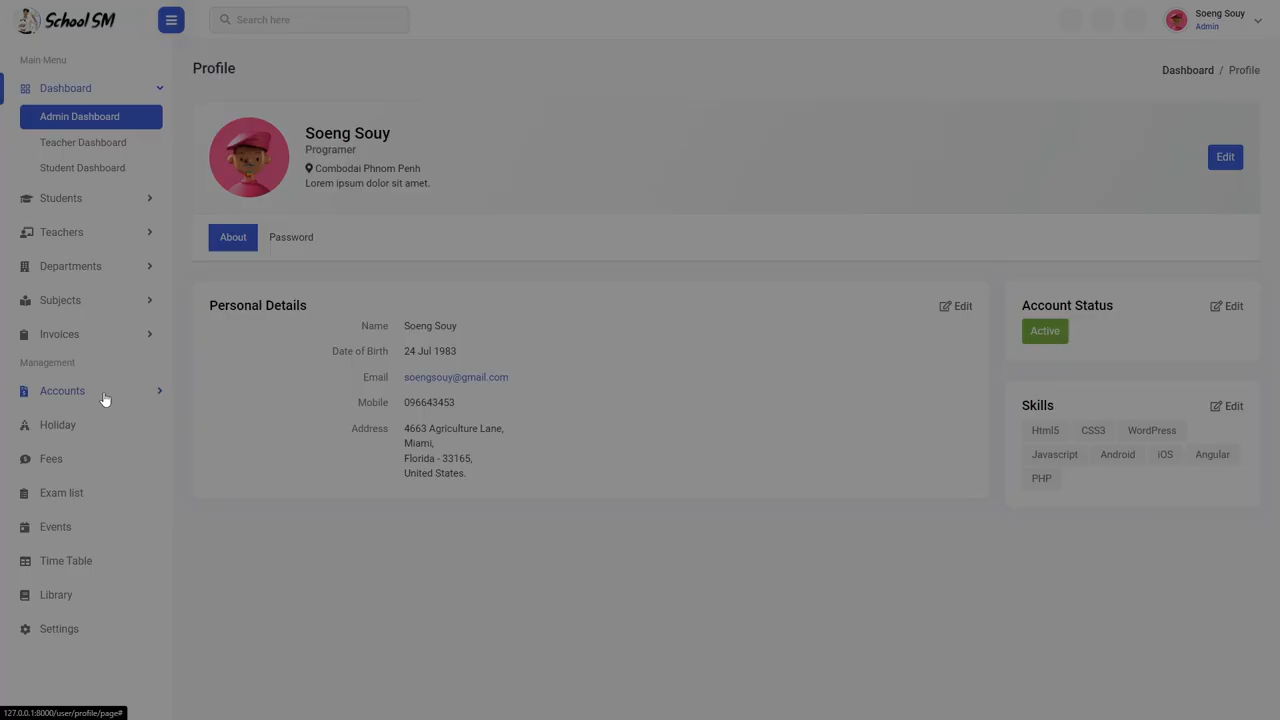 School SM
Search here
Soeng Souy
Admin
Main Menu
Dashboard
Admin Dashboard
Teacher Dashboard
Student Dashboard
Students
Teachers
Departments
Subjects
Invoices
Management
Accounts
Holiday
Fees
Exam list
Events
Time Table
Library
Settings
Profile
Dashboard / Profile
Soeng Souy
Programer
Combodai Phnom Penh
Lorem ipsum dolor sit amet.
Edit
About Password
Personal Details Edit
Name Soeng Souy
Date of Birth 24 Jul 1983
Email soengsouy@gmail.com
Mobile 096643453
Address 4663 Agriculture Lane,
Miami,
Florida - 33165,
United States.
Account Status Edit
Active
Skills Edit
Html5 CSS3 WordPress
Javascript Android iOS Angular
PHP
127.0.0.1:8000/user/profile/page#